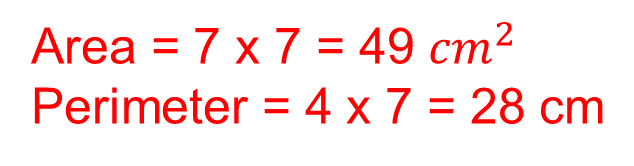 Area = 7 x 7 = 49 cm²
Perimeter = 4 x 7 = 28 cm